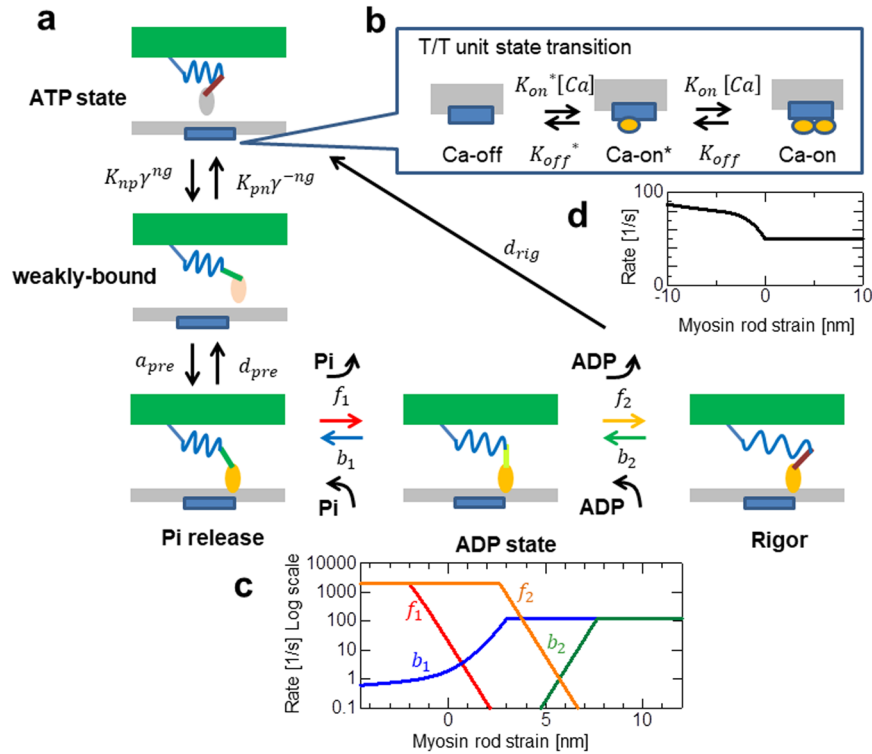 a
b
T/T unit state transition
K_on^*[Ca]
K_on [Ca]
Ca-off
K_off^*
Ca-on*
K_off
Ca-on
ATP state
K_npγ^ng
K_pnγ^-ng
weakly-bound
a_pre
d_pre
d_rig
d
100
50
0
Rate [1/s]
-10
0
10
Myosin rod strain [nm]
Pi
f_1
b_1
Pi
ADP
f_2
b_2
ADP
Pi release
ADP state
Rigor
c
10000
1000
100
10
1
0.1
Rate [1/s] Log scale
f_1
f_2
b_1
b_2
0
5
10
Myosin rod strain [nm]